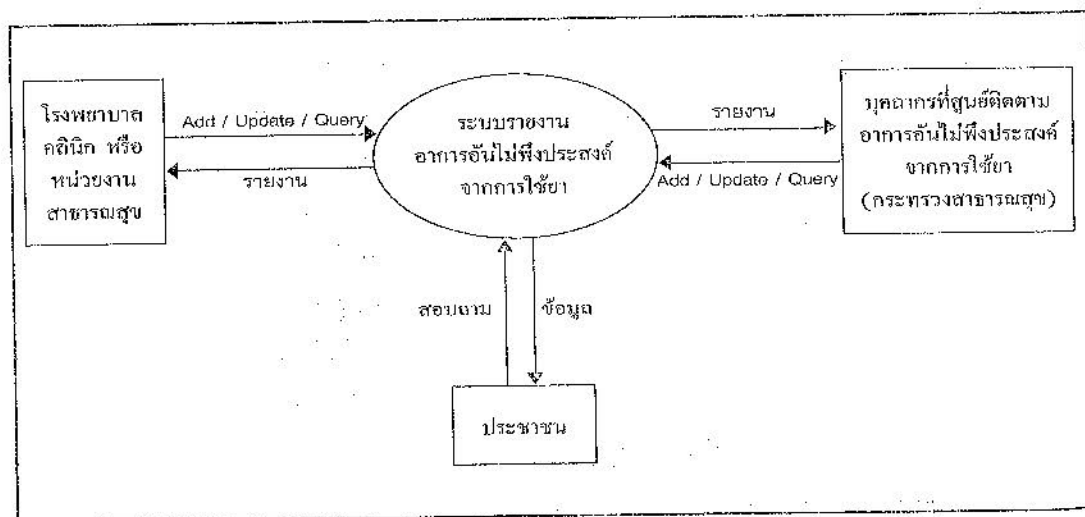 โรงพยาบาล
คลินิก หรือ
หน่วยงาน
สาธารณสุข
Add / Update / Query
รายงาน
ระบบรายงาน
อาการอันไม่พึงประสงค์
จากการใช้ยา
รายงาน
Add / Update / Query
บุคลากรที่ศูนย์ติดตาม
อาการอันไม่พึงประสงค์
จากการใช้ยา
(กระทรวงสาธารณสุข)
สอบถาม
ข้อมูล
ประชาชน